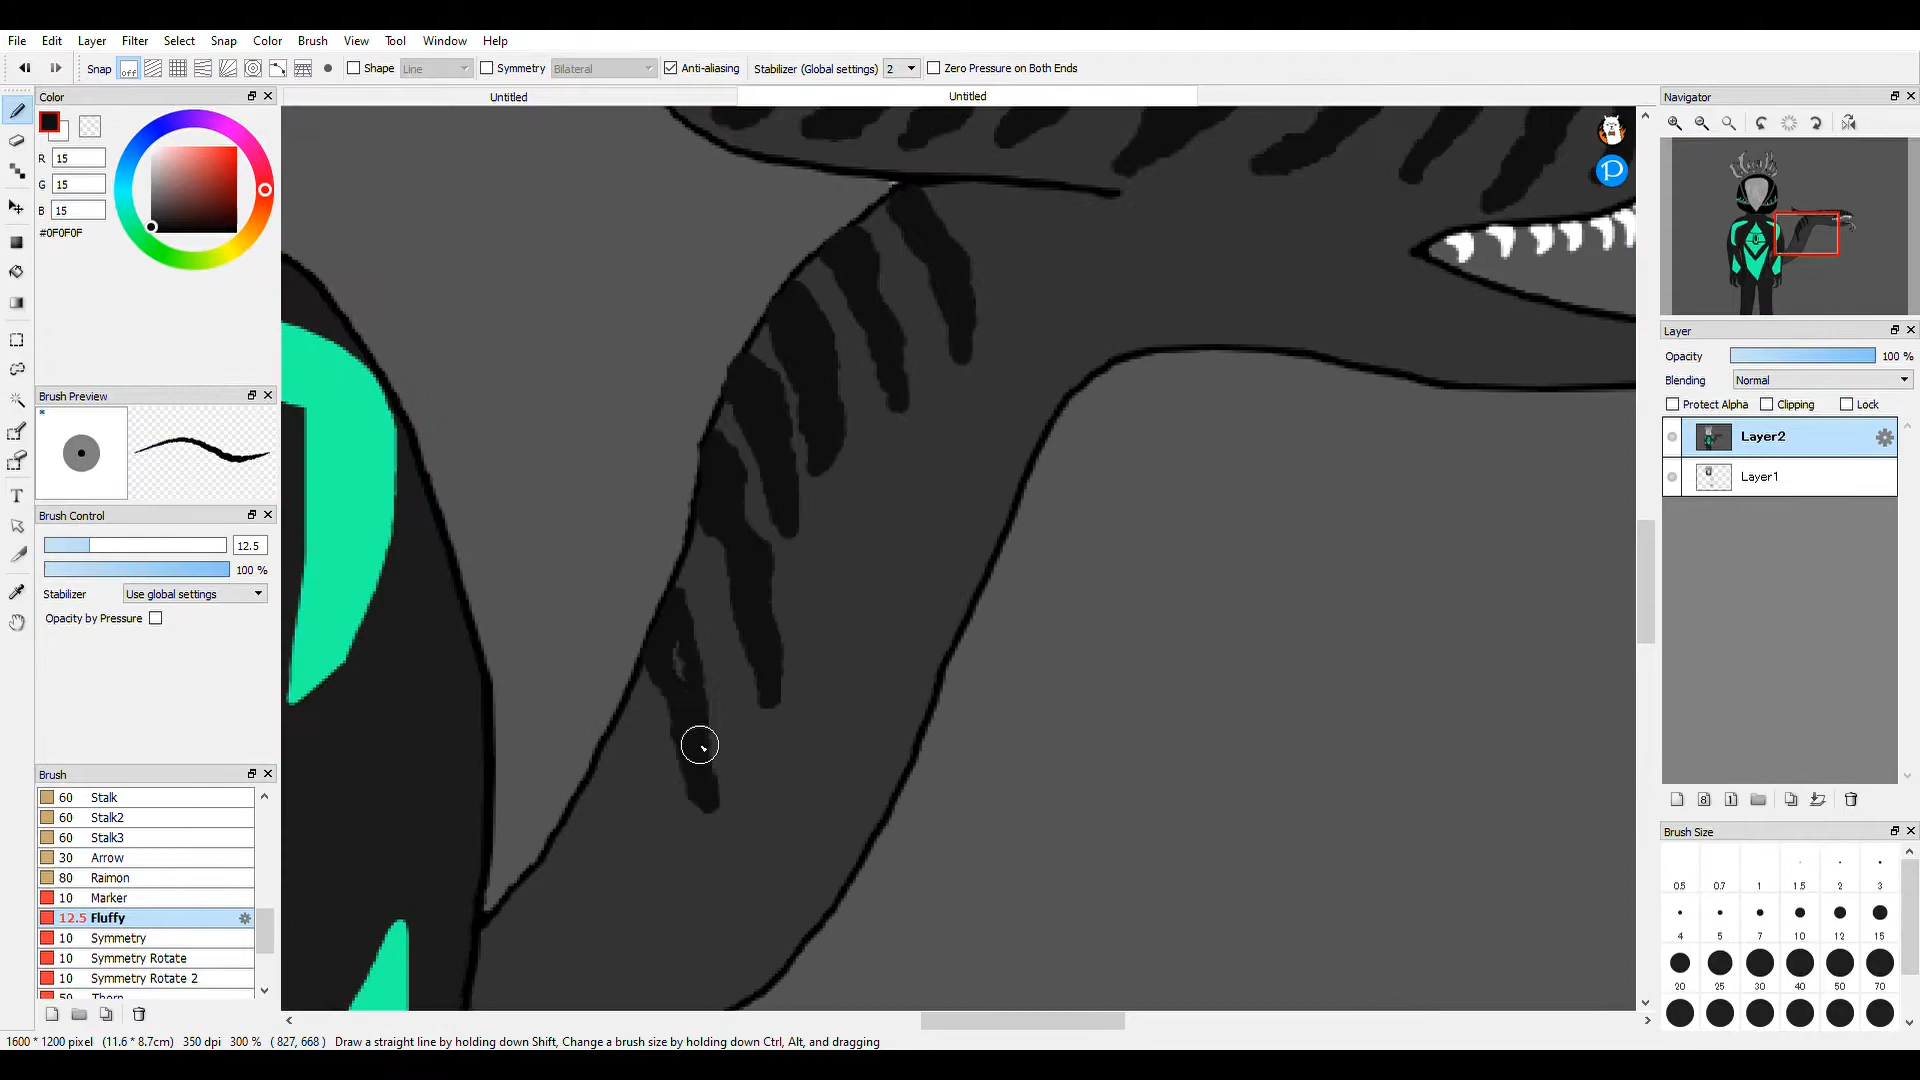 File Edit Layer Filter Select Snap Color Brush View Tool Window Help
Snap off Shape Line Symmetry Bilateral Anti-aliasing Stabilizer (Global settings) 2 Zero Pressure on Both Ends
Color
Untitled Untitled
Navigator
R 15
G 15
B 15
#0F0F0F
Layer
Opacity 100 %
Blending Normal
Protect Alpha Clipping Lock
Layer2
Layer1
Brush Preview
Brush Control
12.5
100 %
Stabilizer Use global settings
Opacity by Pressure
Brush
60 Stalk
60 Stalk2
60 Stalk3
30 Arrow
80 Raimon
10 Marker
12.5 Fluffy
10 Symmetry
10 Symmetry Rotate
10 Symmetry Rotate 2
50 Thorn
Brush Size
0.5 0.7 1 1.5 2 3
4 5 7 10 12 15
20 25 30 40 50 70
1600 * 1200 pixel (11.6 * 8.7cm) 350 dpi 300 % ( 827, 668 ) Draw a straight line by holding down Shift, Change a brush size by holding down Ctrl, Alt, and dragging